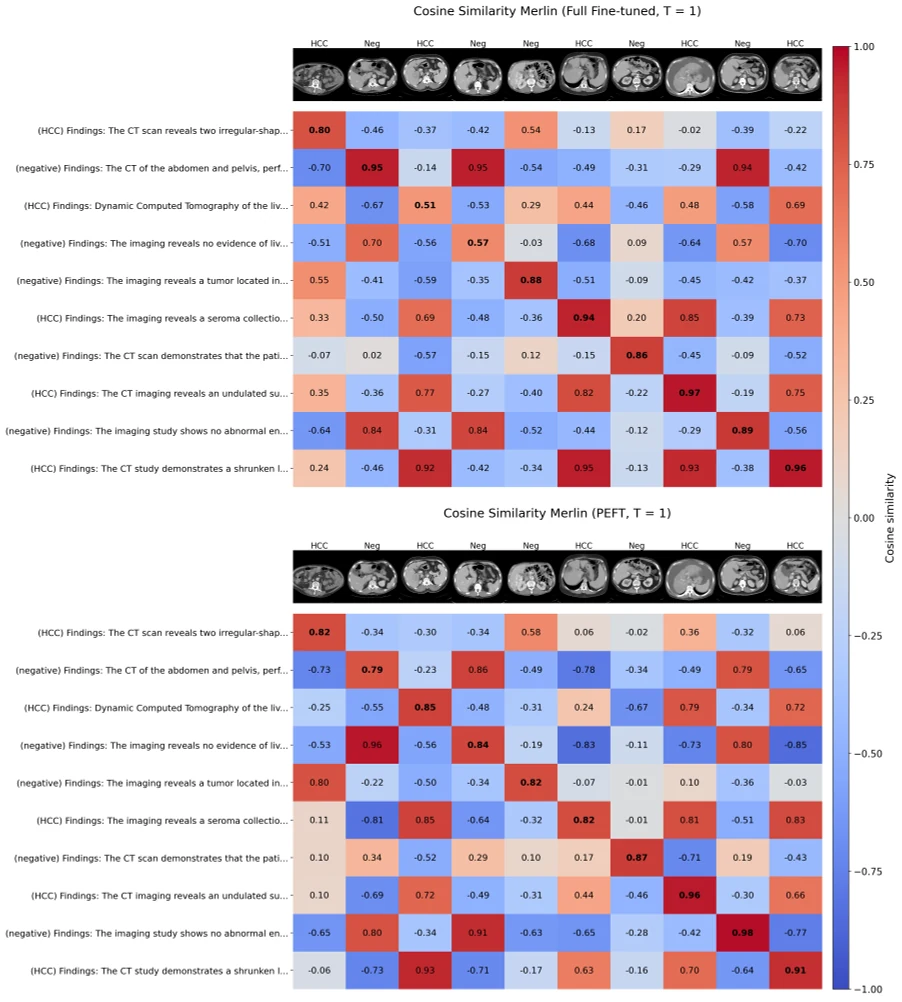 Cosine Similarity Merlin (Full Fine-tuned, T = 1)
HCC Neg HCC Neg Neg HCC Neg HCC Neg HCC
(HCC) Findings: The CT scan reveals two irregular-shap... 0.80 -0.46 -0.37 -0.42 0.54 -0.13 0.17 -0.02 -0.39 -0.22
(negative) Findings: The CT of the abdomen and pelvis, perf... -0.70 0.95 -0.14 0.95 -0.54 -0.49 -0.31 -0.29 0.94 -0.42
(HCC) Findings: Dynamic Computed Tomography of the liv... 0.42 -0.67 0.51 -0.53 0.29 0.44 -0.46 0.48 -0.58 0.69
(negative) Findings: The imaging reveals no evidence of liv... -0.51 0.70 -0.56 0.57 -0.03 -0.68 0.09 -0.64 0.57 -0.70
(negative) Findings: The imaging reveals a tumor located in... 0.55 -0.41 -0.59 -0.35 0.88 -0.51 -0.09 -0.45 -0.42 -0.37
(HCC) Findings: The imaging reveals a seroma collectio... 0.33 -0.50 0.69 -0.48 -0.36 0.94 0.20 0.85 -0.39 0.73
(negative) Findings: The CT scan demonstrates that the pati... -0.07 0.02 -0.57 -0.15 0.12 -0.15 0.86 -0.45 -0.09 -0.52
(HCC) Findings: The CT imaging reveals an undulated su... 0.35 -0.36 0.77 -0.27 -0.40 0.82 -0.22 0.97 -0.19 0.75
(negative) Findings: The imaging study shows no abnormal en... -0.64 0.84 -0.31 0.84 -0.52 -0.44 -0.12 -0.29 0.89 -0.56
(HCC) Findings: The CT study demonstrates a shrunken l... 0.24 -0.46 0.92 -0.42 -0.34 0.95 -0.13 0.93 -0.38 0.96
Cosine Similarity Merlin (PEFT, T = 1)
HCC Neg HCC Neg Neg HCC Neg HCC Neg HCC
(HCC) Findings: The CT scan reveals two irregular-shap... 0.82 -0.34 -0.30 -0.34 0.58 0.06 -0.02 0.36 -0.32 0.06
(negative) Findings: The CT of the abdomen and pelvis, perf... -0.73 0.79 -0.23 0.86 -0.49 -0.78 -0.34 -0.49 0.79 -0.65
(HCC) Findings: Dynamic Computed Tomography of the liv... -0.25 -0.55 0.85 -0.48 -0.31 0.24 -0.67 0.79 -0.34 0.72
(negative) Findings: The imaging reveals no evidence of liv... -0.53 0.96 -0.56 0.84 -0.19 -0.83 -0.11 -0.73 0.80 -0.85
(negative) Findings: The imaging reveals a tumor located in... 0.80 -0.22 -0.50 -0.34 0.82 -0.07 -0.01 0.10 -0.36 -0.03
(HCC) Findings: The imaging reveals a seroma collectio... 0.11 -0.81 0.85 -0.64 -0.32 0.82 -0.01 0.81 -0.51 0.83
(negative) Findings: The CT scan demonstrates that the pati... 0.10 0.34 -0.52 0.29 0.10 0.17 0.87 -0.71 0.19 -0.43
(HCC) Findings: The CT imaging reveals an undulated su... 0.10 -0.69 0.72 -0.49 -0.31 0.44 -0.46 0.96 -0.30 0.66
(negative) Findings: The imaging study shows no abnormal en... -0.65 0.80 -0.34 0.91 -0.63 -0.65 -0.28 -0.42 0.98 -0.77
(HCC) Findings: The CT study demonstrates a shrunken l... -0.06 -0.73 0.93 -0.71 -0.17 0.63 -0.16 0.70 -0.64 0.91
1.00
0.75
0.50
0.25
0.00
−0.25
−0.50
−0.75
−1.00
Cosine similarity